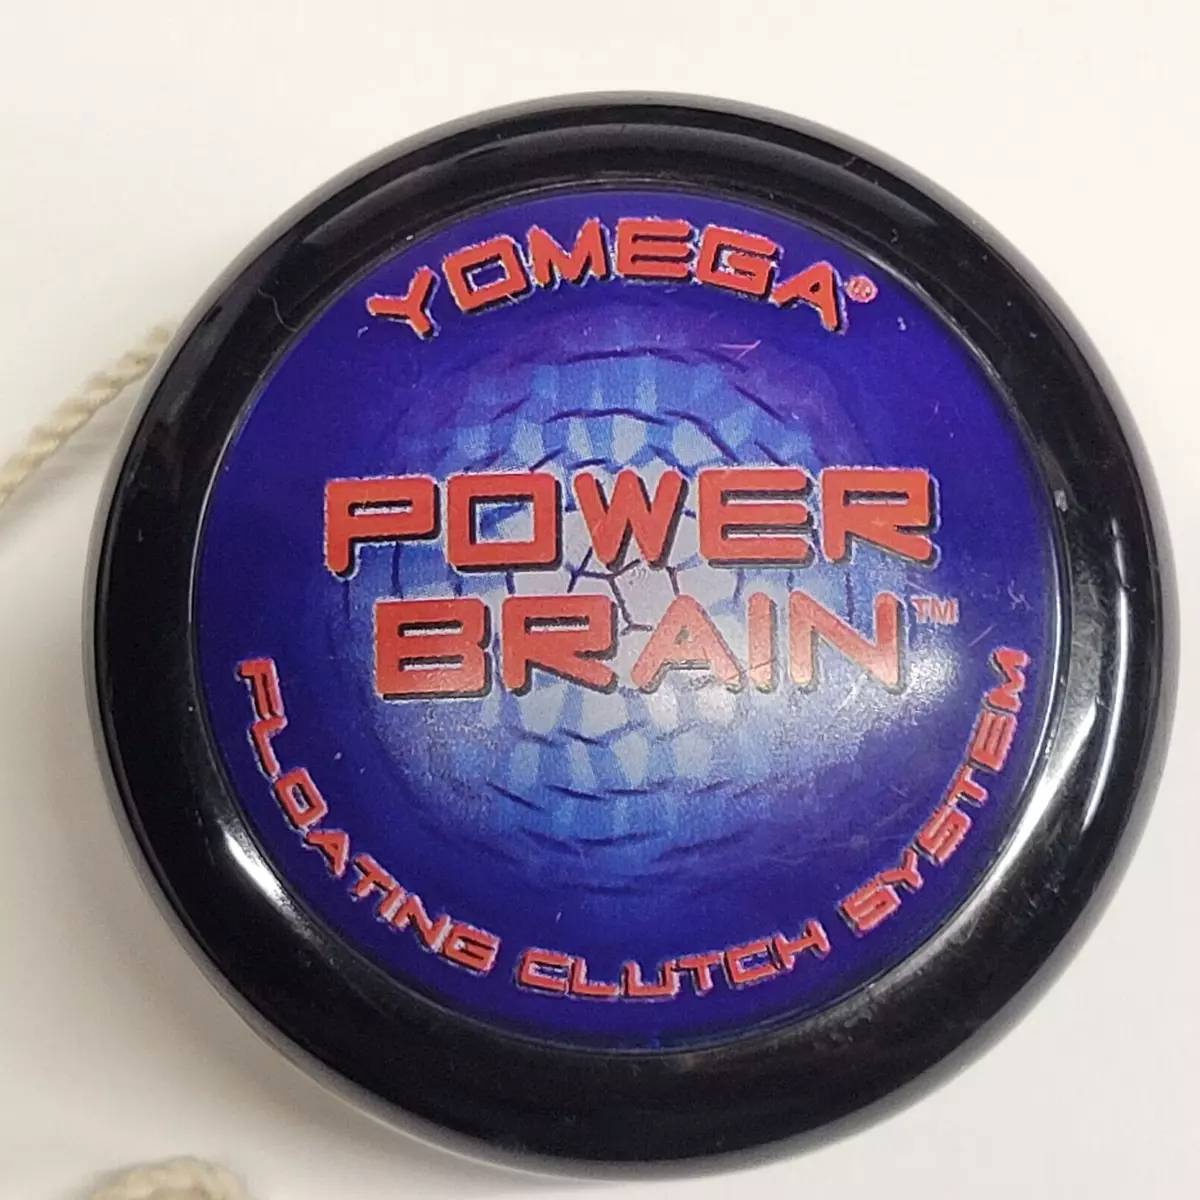 YOMEGA®
POWER
BRAIN™
FLOATING CLUTCH SYSTEM